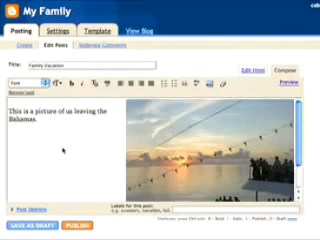 My Family
Posting Settings Template View Blog
Create Edit Posts Moderate Comments
Title: Family Vacation
Edit Html Compose
Font
Preview
This is a picture of us leaving the
Bahamas.
Post Options
Labels for this post:
e.g. scooters, vacation, fall
SAVE AS DRAFT PUBLISH